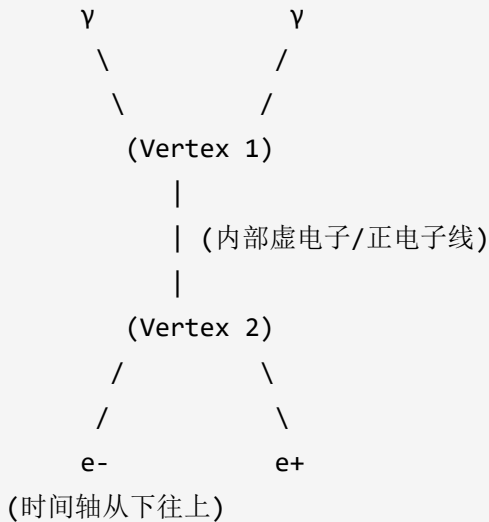 γ γ
\ /
\ /
(Vertex 1)
|
| (内部虚电子/正电子线)
|
(Vertex 2)
/ \
/ \
e- e+
(时间轴从下往上)